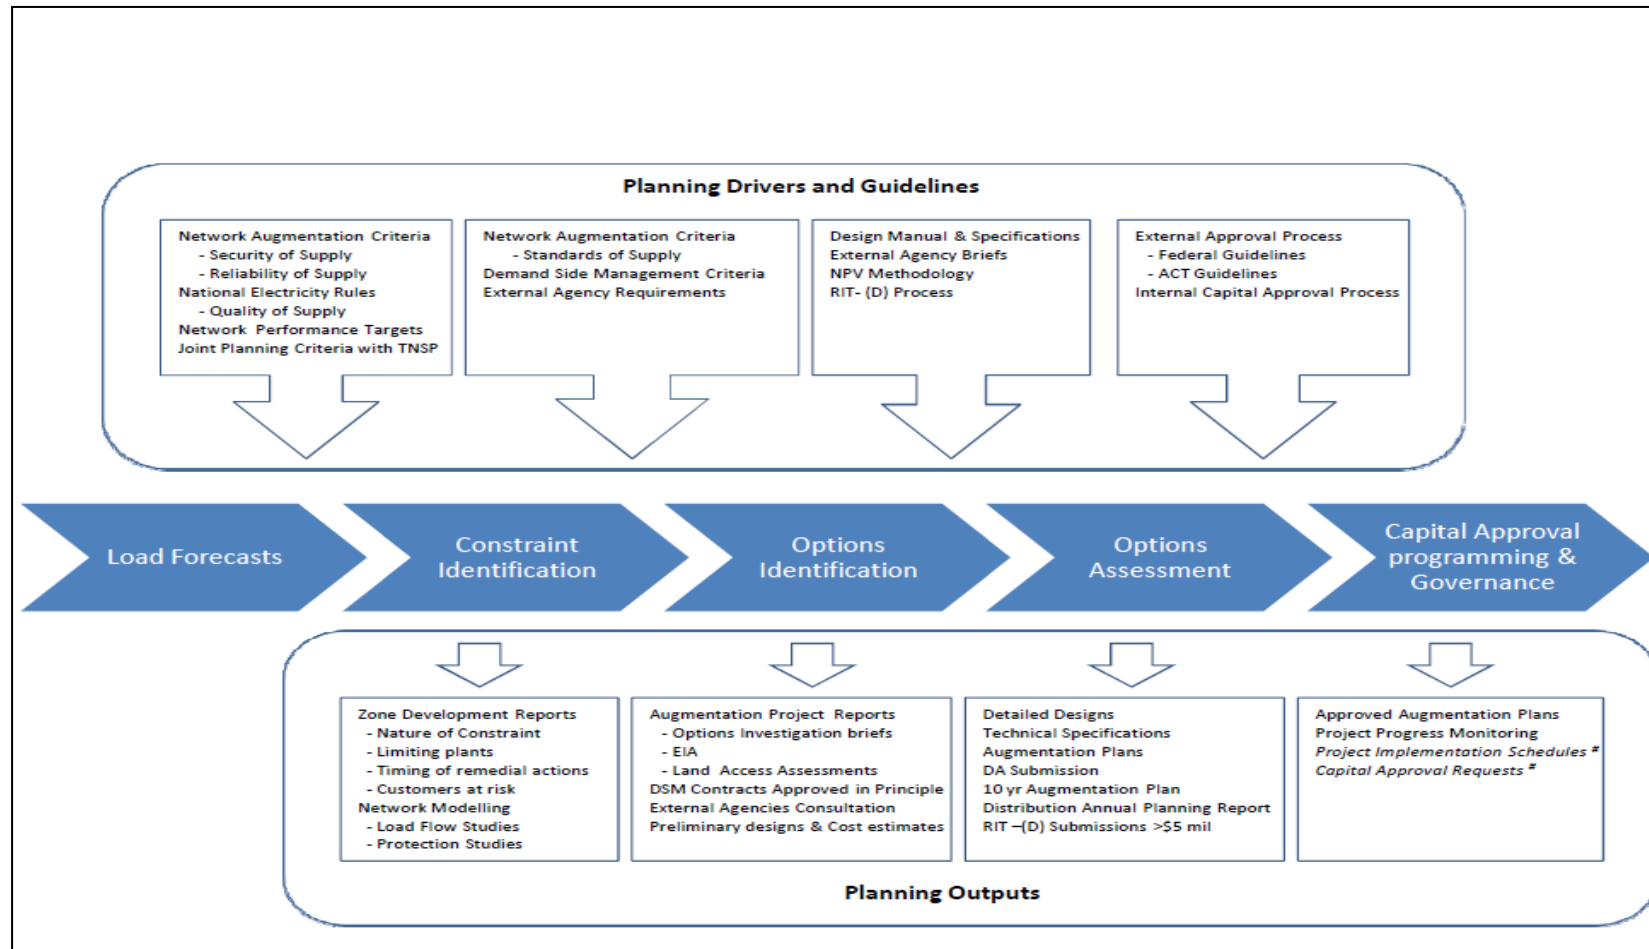 Planning Drivers and Guidelines
Network Augmentation Criteria
- Security of Supply
- Reliability of Supply
National Electricity Rules
- Quality of Supply
Network Performance Targets
Joint Planning Criteria with TNSP
Network Augmentation Criteria
- Standards of Supply
Demand Side Management Criteria
External Agency Requirements
Design Manual & Specifications
External Agency Briefs
NPV Methodology
RIT- (D) Process
External Approval Process
- Federal Guidelines
- ACT Guidelines
Internal Capital Approval Process
Load Forecasts
Constraint
Identification
Options
Identification
Options
Assessment
Capital Approval
programming &
Governance
Zone Development Reports
- Nature of Constraint
- Limiting plants
- Timing of remedial actions
- Customers at risk
Network Modelling
- Load Flow Studies
- Protection Studies
Augmentation Project Reports
- Options Investigation briefs
- EIA
- Land Access Assessments
DSM Contracts Approved in Principle
External Agencies Consultation
Preliminary designs & Cost estimates
Detailed Designs
Technical Specifications
Augmentation Plans
DA Submission
10 yr Augmentation Plan
Distribution Annual Planning Report
RIT –(D) Submissions >$5 mil
Approved Augmentation Plans
Project Progress Monitoring
Project Implementation Schedules #
Capital Approval Requests #
Planning Outputs